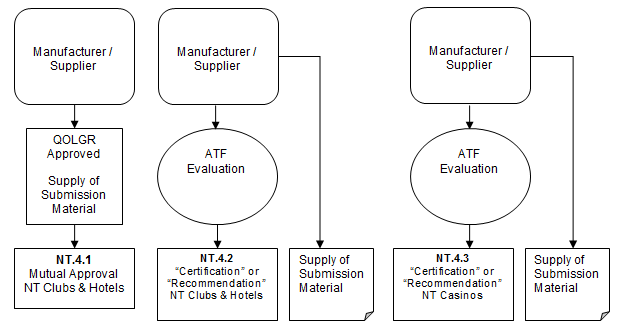 Manufacturer /
Supplier
QOLGR
Approved
Supply of
Submission
Material
NT.4.1
Mutual Approval
NT Clubs & Hotels
Manufacturer /
Supplier
ATF
Evaluation
NT.4.2
“Certification” or
“Recommendation”
NT Clubs & Hotels
Supply of
Submission
Material
Manufacturer /
Supplier
ATF
Evaluation
NT.4.3
“Certification” or
“Recommendation”
NT Casinos
Supply of
Submission
Material